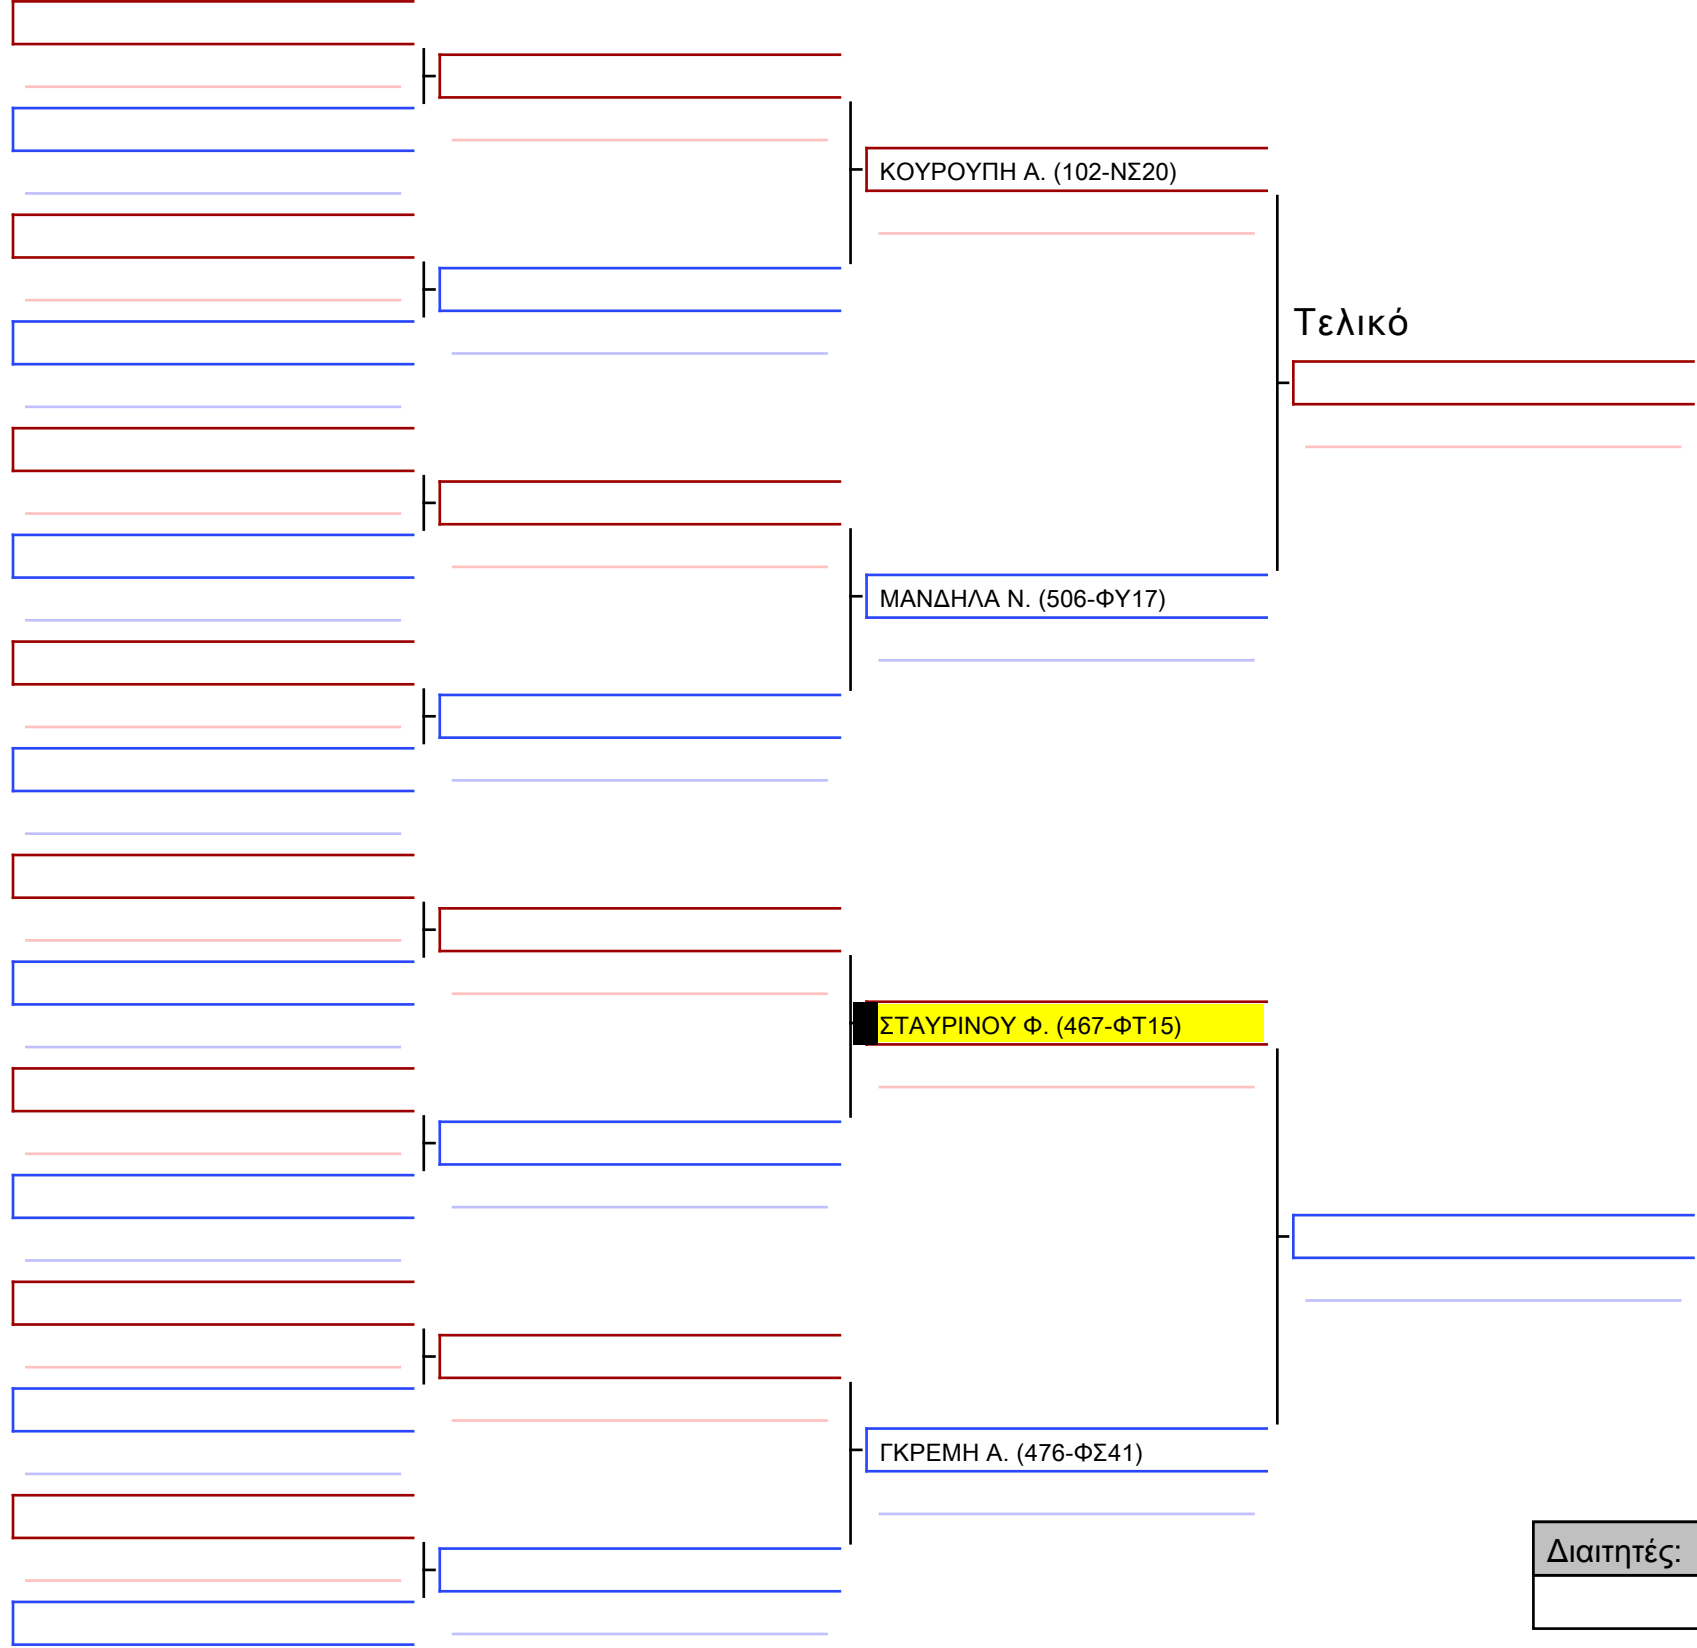 ΚΟΥΡΟΥΠΗ Α. (102-ΝΣ20)
Τελικό
ΜΑΝΔΗΛΑ Ν. (506-ΦΥ17)
ΣΤΑΥΡΙΝΟΥ Φ. (467-ΦΤ15)
ΓΚΡΕΜΗ Α. (476-ΦΣ41)
Διαιτητές: